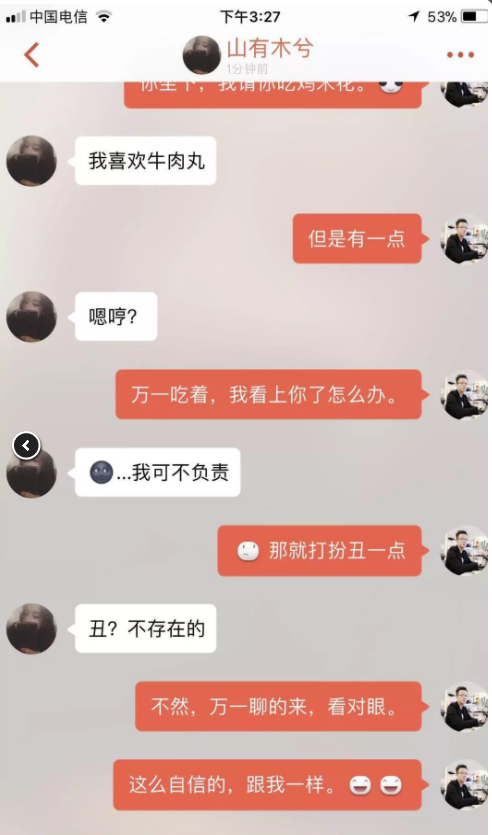 中国电信
下午3:27
53%
山有木兮
1分钟前
你坐下，我请你吃鸡米花。
我喜欢牛肉丸
但是有一点
嗯哼？
万一吃着，我看上你了怎么办。
...我可不负责
那就打扮丑一点
丑？不存在的
不然，万一聊的来，看对眼。
这么自信的，跟我一样。